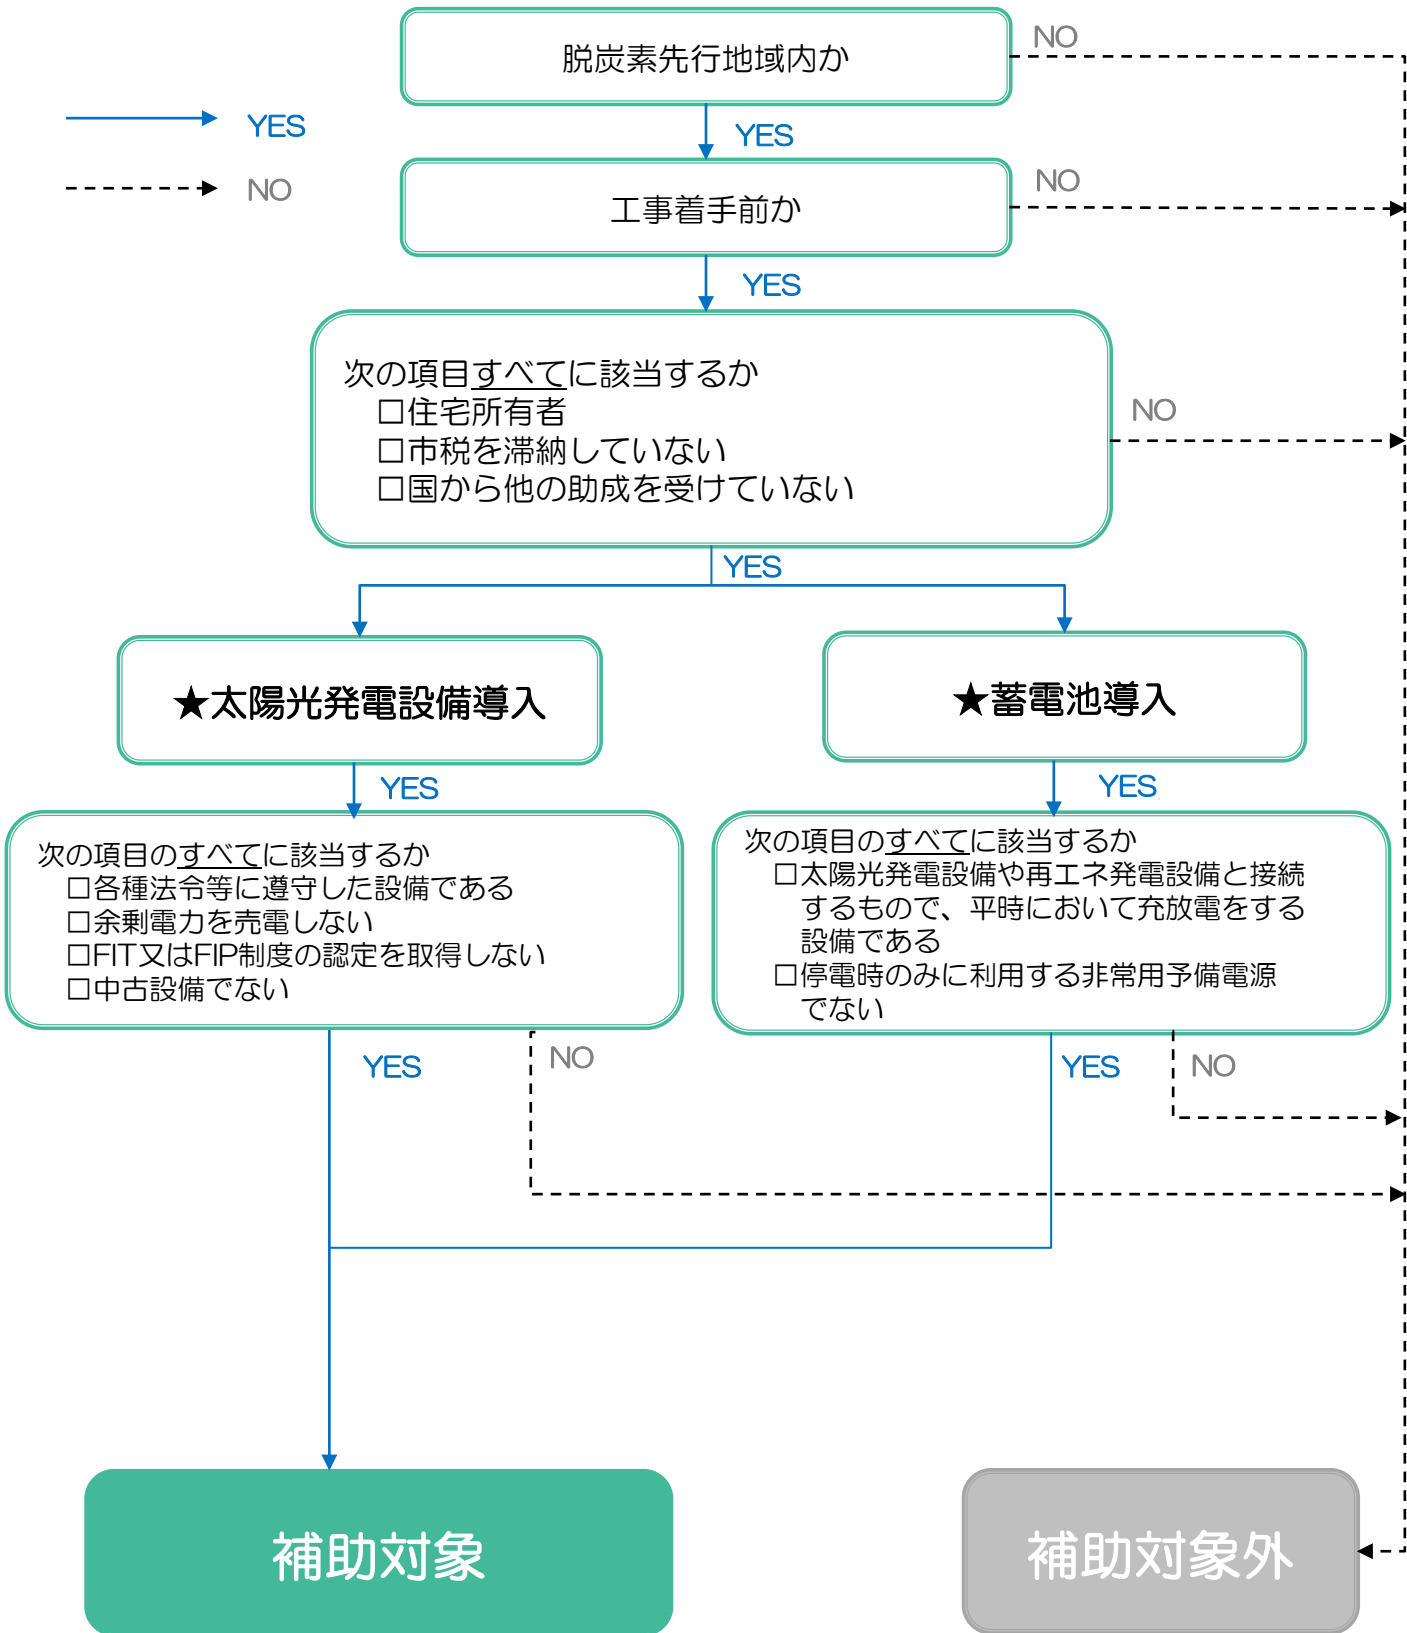 脱炭素先行地域内か
NO
YES
YES
工事着手前か
NO
NO
YES
次の項目すべてに該当するか
□住宅所有者
□市税を滞納していない
□国から他の助成を受けていない
NO
YES
★太陽光発電設備導入
★蓄電池導入
YES
YES
次の項目のすべてに該当するか
□各種法令等に遵守した設備である
□余剰電力を売電しない
□FIT又はFIP制度の認定を取得しない
□中古設備でない
次の項目のすべてに該当するか
□太陽光発電設備や再エネ発電設備と接続
するもので、平時において充放電をする
設備である
□停電時のみに利用する非常用予備電源
でない
YES
NO
YES
NO
補助対象
補助対象外